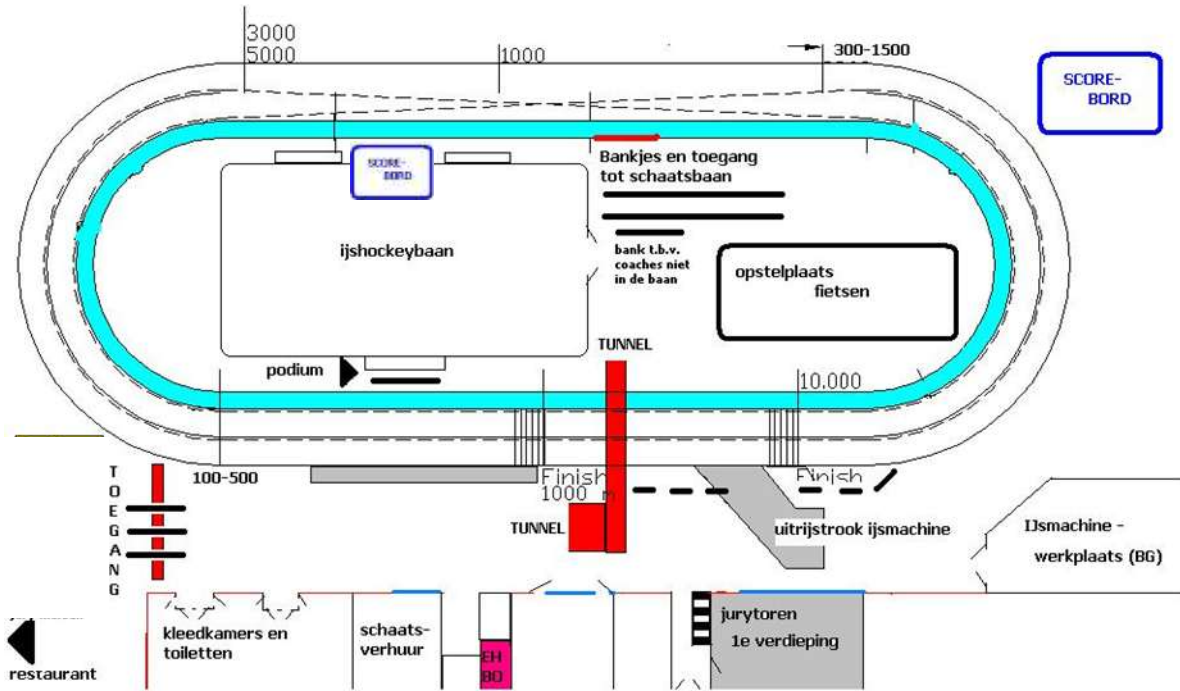 3000
5000
1000
300-1500
SCORE-
BORD
SCORE-
BORD
Bankjes en toegang
tot schaatsbaan
ijshockeybaan
bank t.b.v.
coaches niet
in de baan
opstelplaats
fietsen
TUNNEL
podium
10.000
TOEGANG
100-500
Finish
1000 m
Finish
TUNNEL
uitrijstrook ijsmachine
IJsmachine -
werkplaats (BG)
kleedkamers en
toiletten
schaats-
verhuur
EH
BO
jurytoren
1e verdieping
restaurant